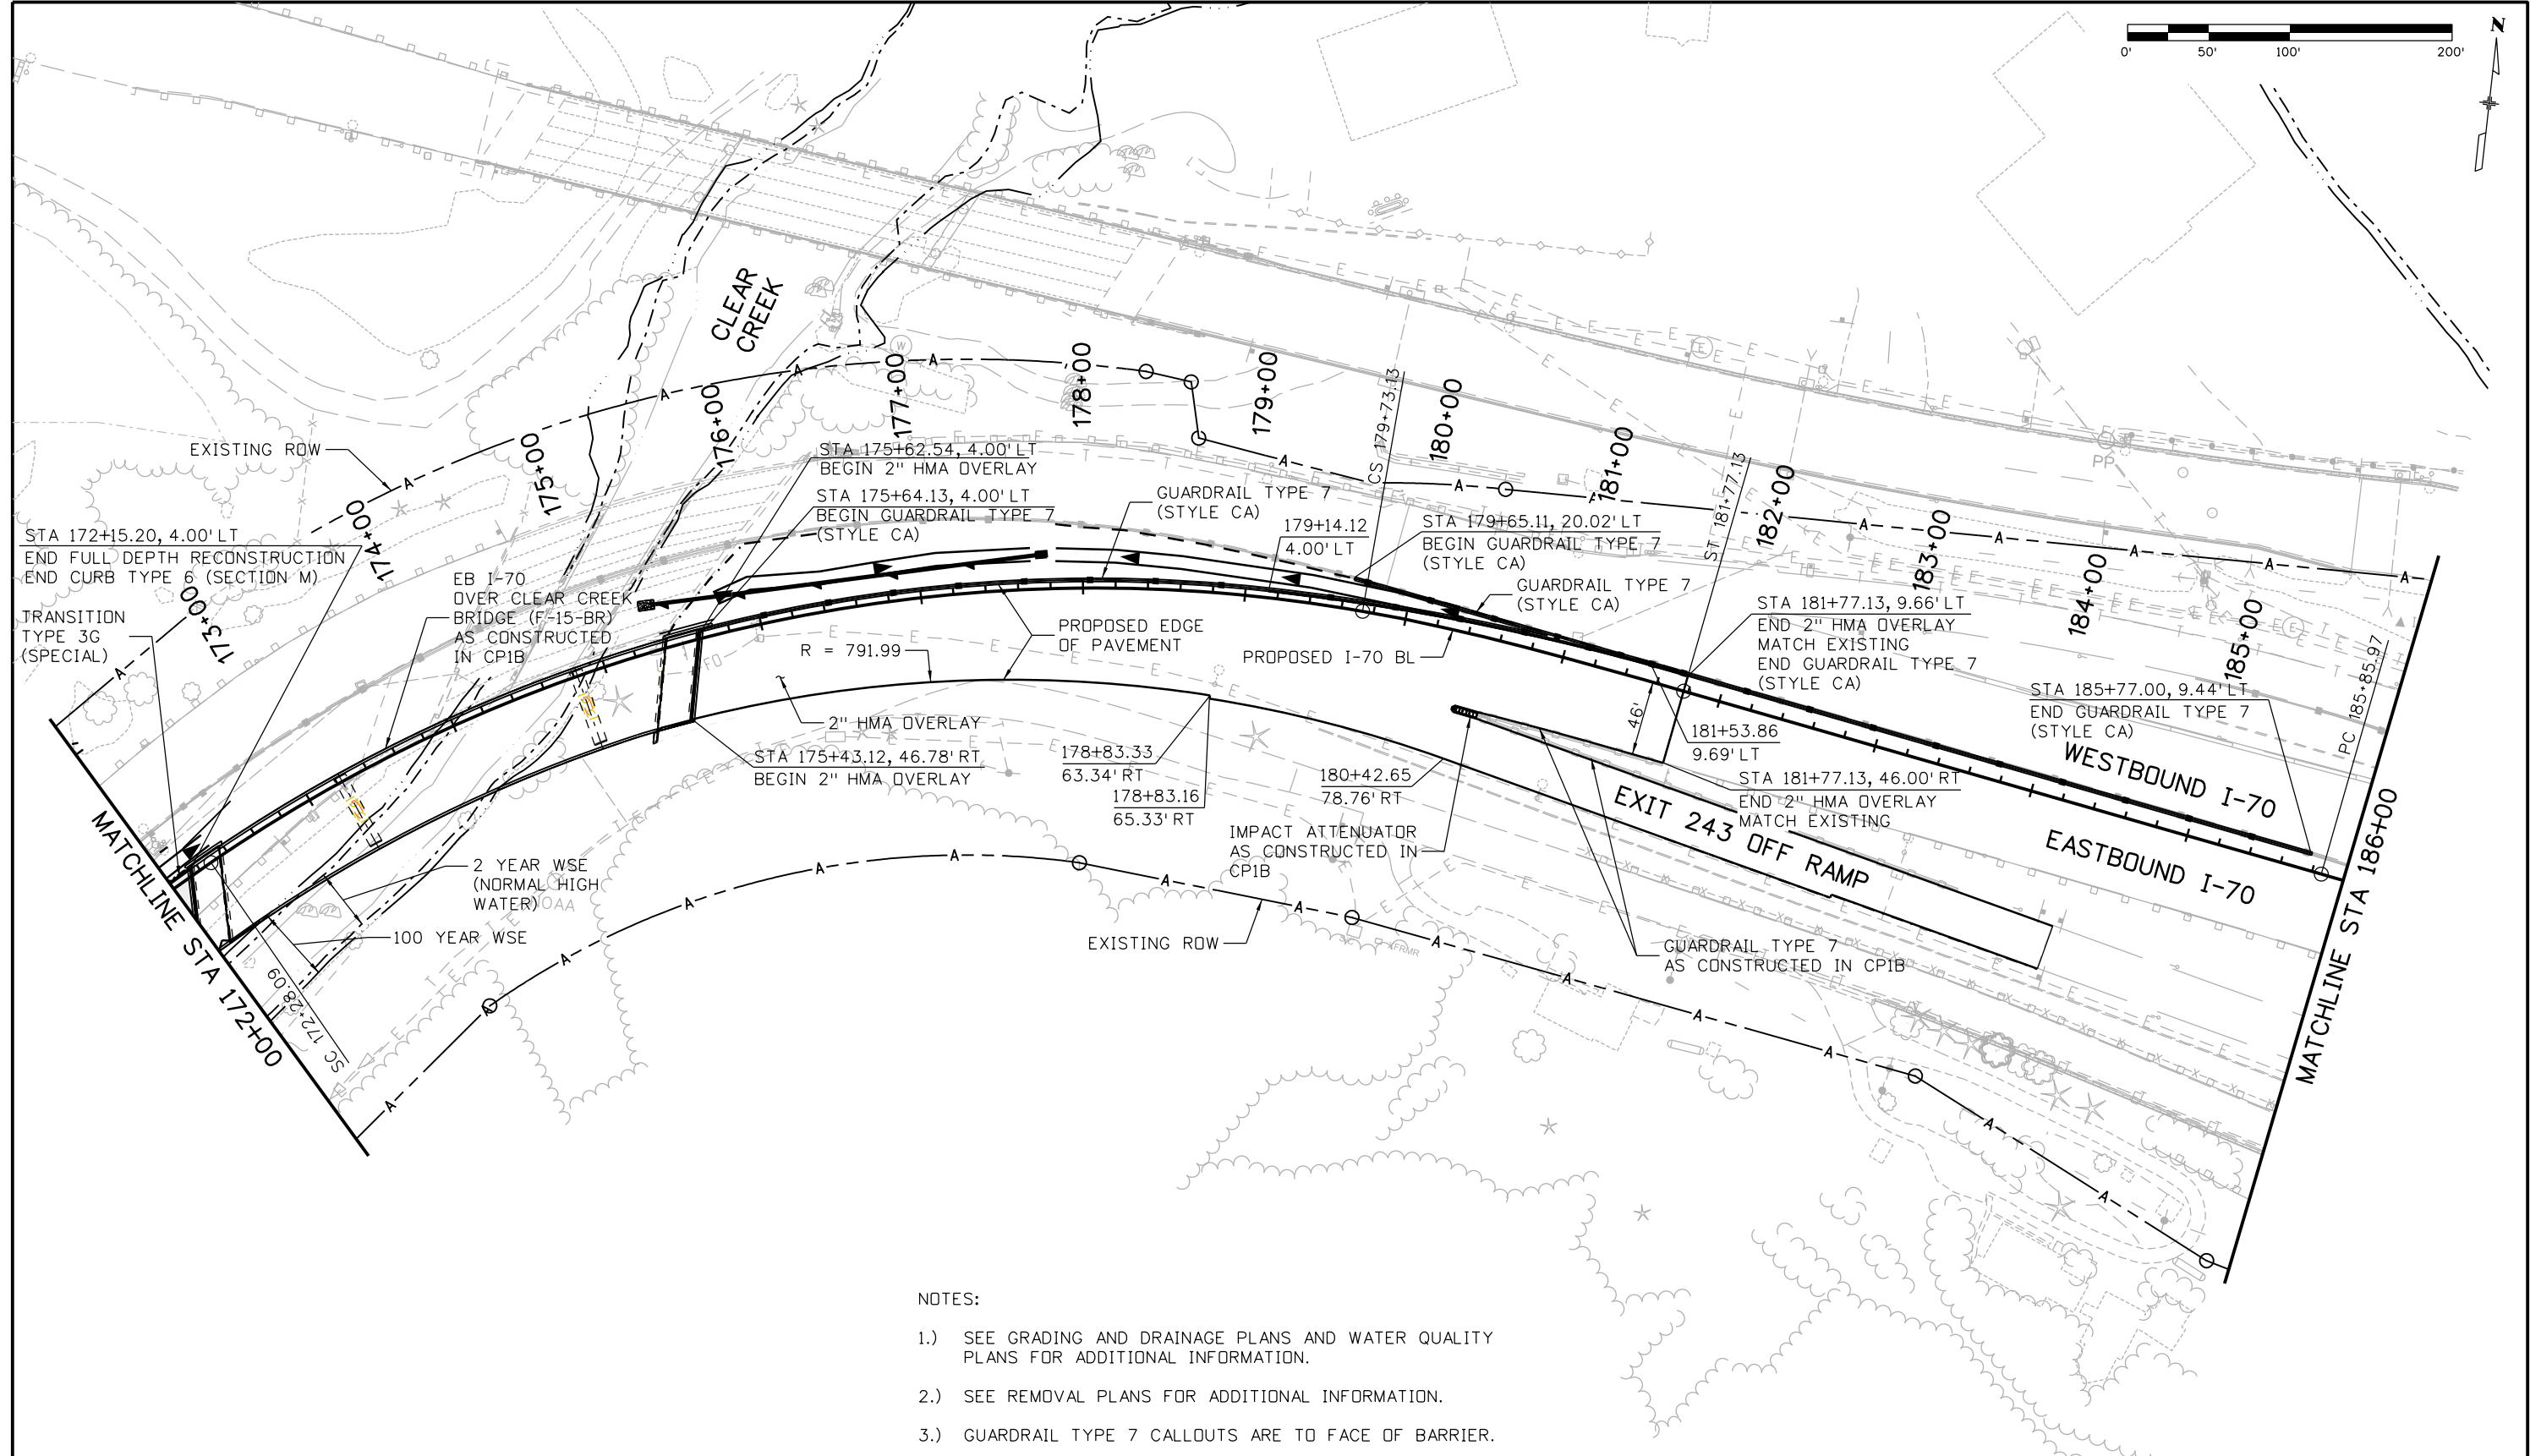 N
0' 50' 100' 200'
CLEAR
CREEK
EXISTING ROW
173+00
174+00
175+00
176+00
177+00
178+00
179+00
180+00
181+00
182+00
183+00
184+00
185+00
CS 179+73.13
ST 181+77.13
PC 185+85.97
SC 172+28.09
STA 172+15.20, 4.00' LT
END FULL DEPTH RECONSTRUCTION
END CURB TYPE 6 (SECTION M)
TRANSITION
TYPE 3G
(SPECIAL)
EB I-70
OVER CLEAR CREEK
BRIDGE (F-15-BR)
AS CONSTRUCTED
IN CP1B
STA 175+62.54, 4.00' LT
BEGIN 2" HMA OVERLAY
STA 175+64.13, 4.00' LT
BEGIN GUARDRAIL TYPE 7
(STYLE CA)
GUARDRAIL TYPE 7
(STYLE CA)
179+14.12
4.00' LT
STA 179+65.11, 20.02' LT
BEGIN GUARDRAIL TYPE 7
(STYLE CA)
GUARDRAIL TYPE 7
(STYLE CA)
STA 181+77.13, 9.66' LT
END 2" HMA OVERLAY
MATCH EXISTING
END GUARDRAIL TYPE 7
(STYLE CA)
STA 185+77.00, 9.44' LT
END GUARDRAIL TYPE 7
(STYLE CA)
PP
W
FO
R = 791.99
PROPOSED EDGE
OF PAVEMENT
PROPOSED I-70 BL
2" HMA OVERLAY
STA 175+43.12, 46.78' RT
BEGIN 2" HMA OVERLAY
178+83.33
63.34' RT
178+83.16
65.33' RT
180+42.65
78.76' RT
46'
181+53.86
9.69' LT
STA 181+77.13, 46.00' RT
END 2" HMA OVERLAY
MATCH EXISTING
WESTBOUND I-70
EASTBOUND I-70
EXIT 243 OFF RAMP
IMPACT ATTENUATOR
AS CONSTRUCTED IN
CP1B
2 YEAR WSE
(NORMAL HIGH
WATER)
100 YEAR WSE
EXISTING ROW
GUARDRAIL TYPE 7
AS CONSTRUCTED IN CP1B
MATCHLINE STA 172+00
MATCHLINE STA 186+00
NOTES:
1.) SEE GRADING AND DRAINAGE PLANS AND WATER QUALITY
PLANS FOR ADDITIONAL INFORMATION.
2.) SEE REMOVAL PLANS FOR ADDITIONAL INFORMATION.
3.) GUARDRAIL TYPE 7 CALLOUTS ARE TO FACE OF BARRIER.